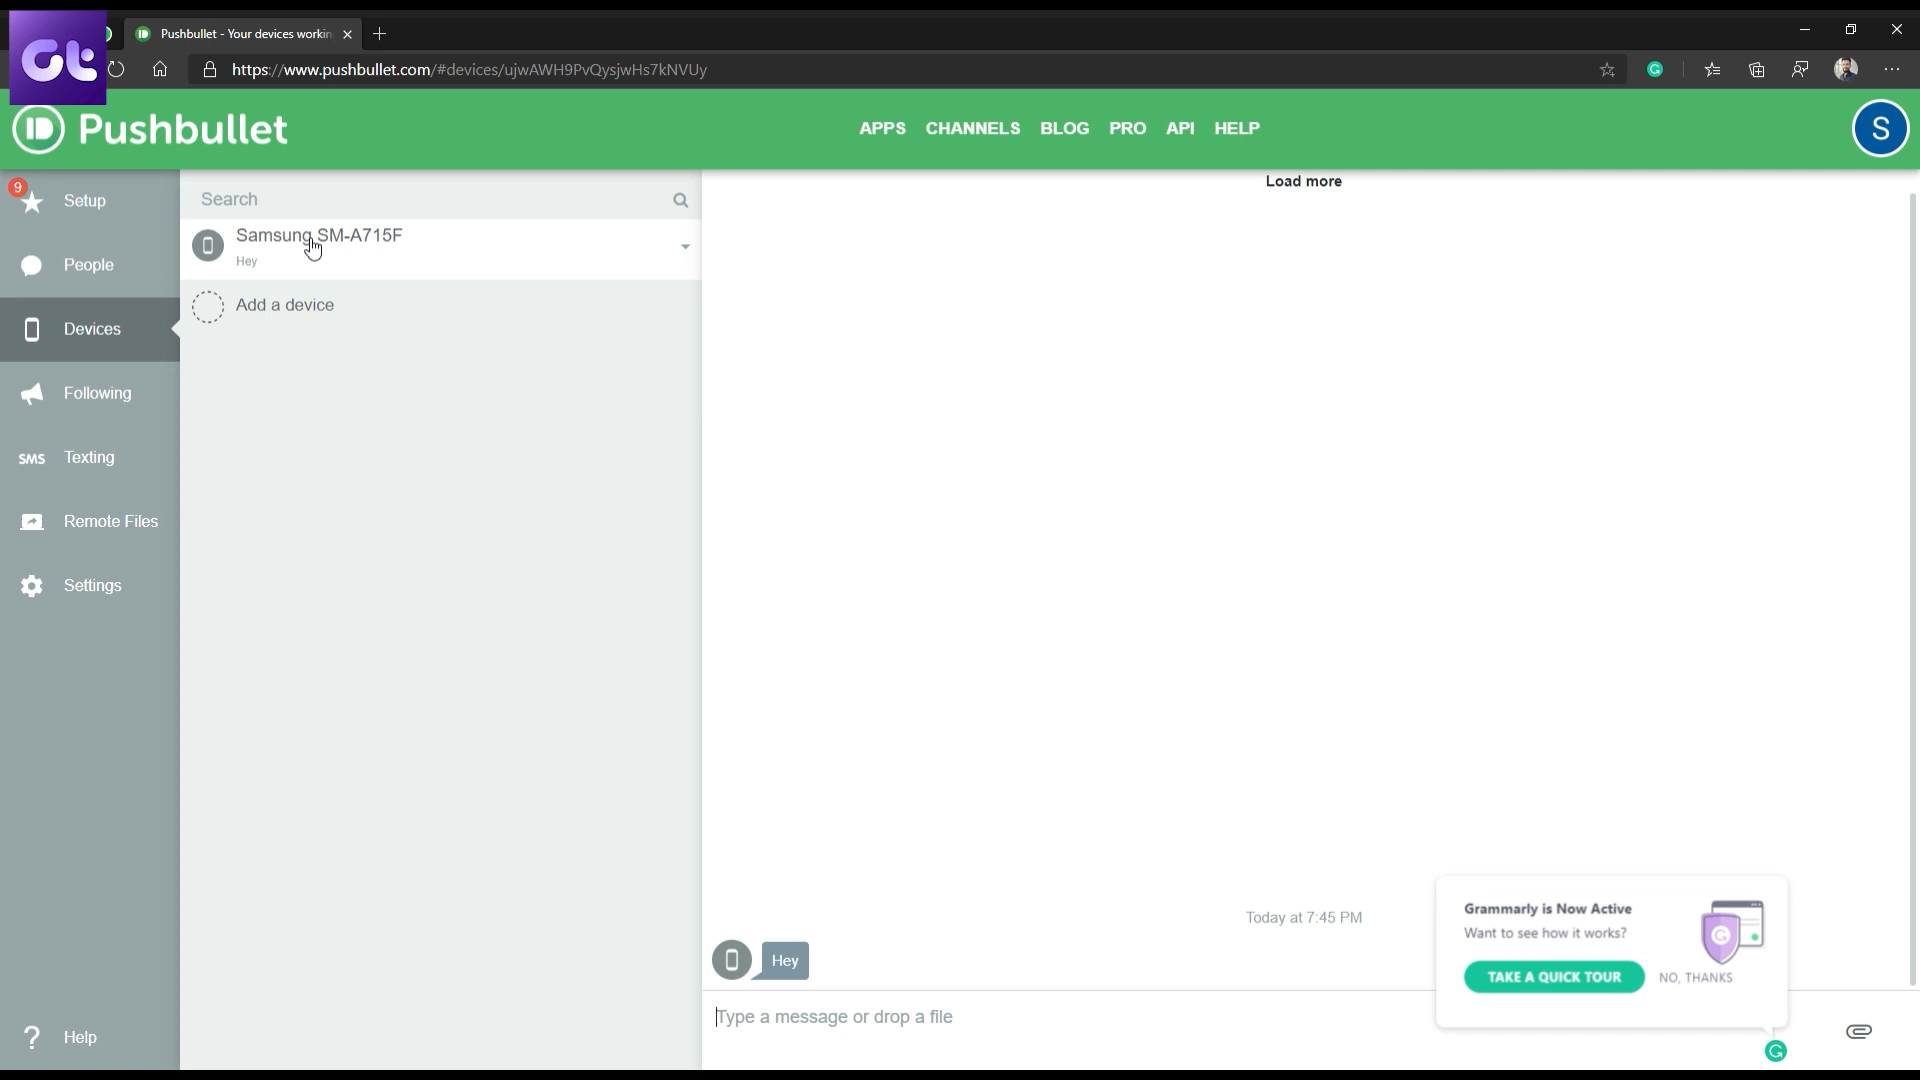 Gt
Pushbullet - Your devices workin
https://www.pushbullet.com/#devices/ujwAWH9PvQysjwHs7kNVUy
Pushbullet
APPS CHANNELS BLOG PRO API HELP
S
9
Setup
People
Devices
Following
SMS Texting
Remote Files
Settings
? Help
Search
Samsung SM-A715F
Hey
Add a device
Load more
Today at 7:45 PM
Hey
Type a message or drop a file
Grammarly is Now Active
Want to see how it works?
TAKE A QUICK TOUR NO, THANKS